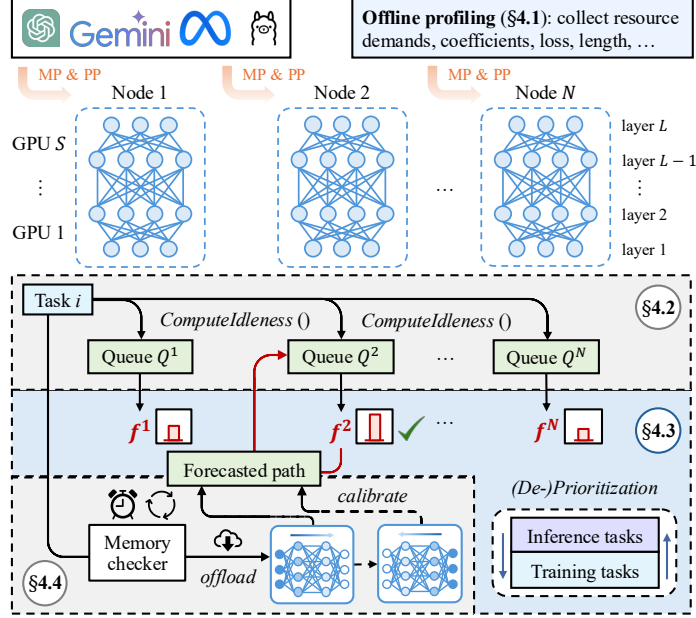 Gemini
Offline profiling (§4.1): collect resource
demands, coefficients, loss, length, …
MP & PP
MP & PP
MP & PP
Node 1
Node 2
Node N
GPU S
⋮
GPU 1
…
layer L
layer L − 1
⋮
layer 2
layer 1
Task i
§4.2
ComputeIdleness ()
ComputeIdleness ()
Queue Q¹
Queue Q²
…
Queue Qᴺ
f¹
f²
…
fᴺ
§4.3
Forecasted path
calibrate
(De-)Prioritization
Memory
checker
offload
Inference tasks
Training tasks
§4.4